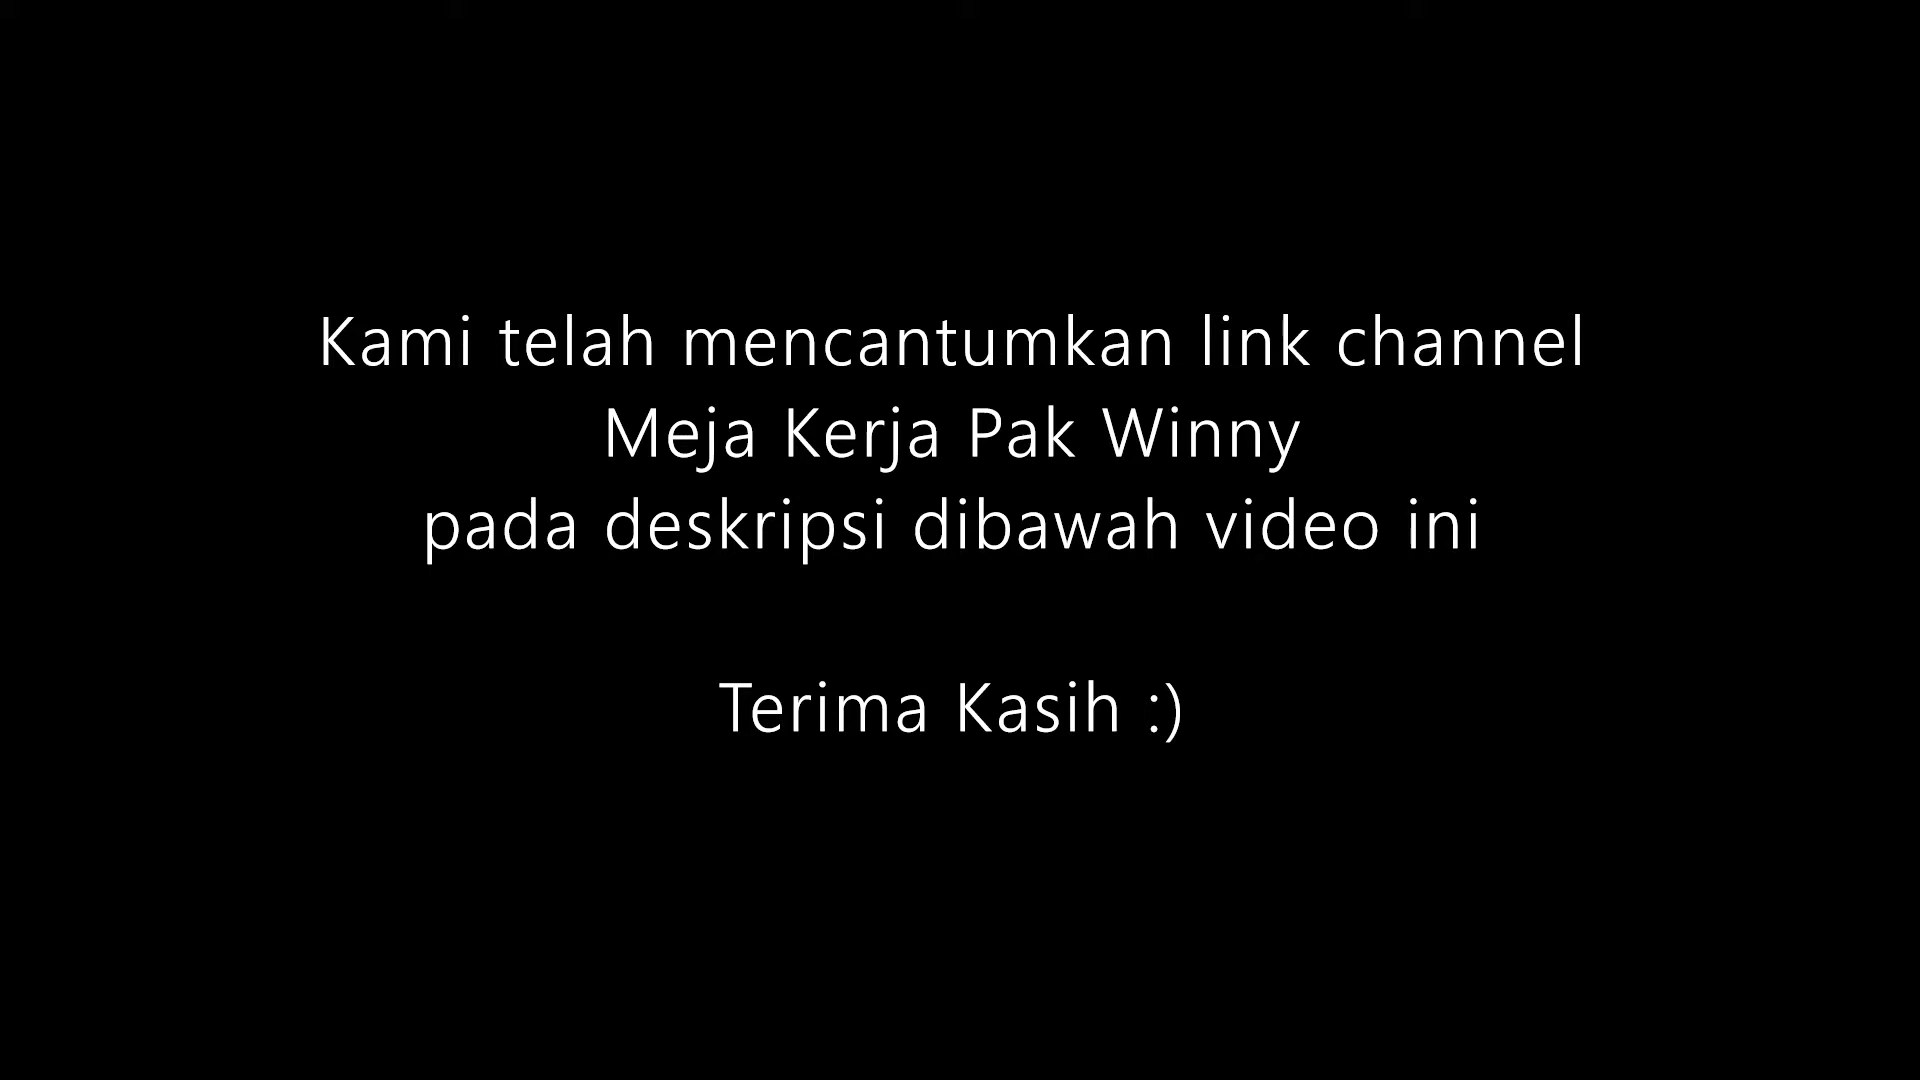 Kami telah mencantumkan link channel
Meja Kerja Pak Winny
pada deskripsi dibawah video ini
Terima Kasih :)